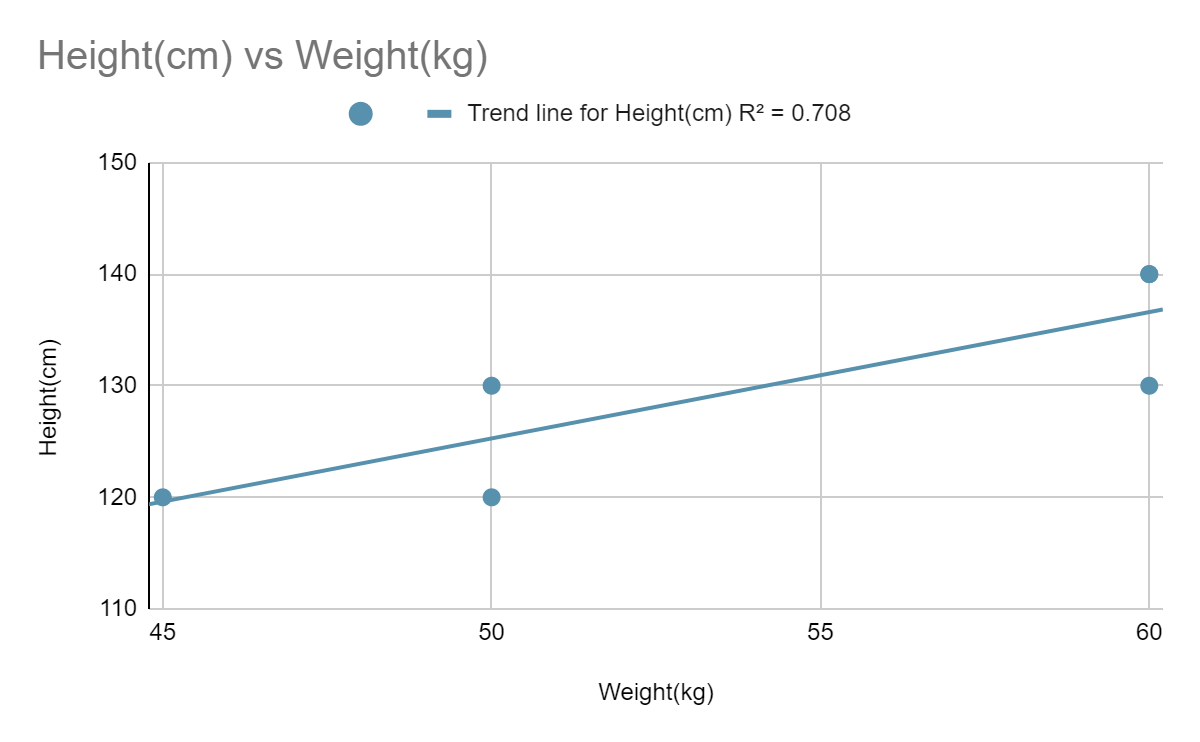 Height(cm) vs Weight(kg)
Trend line for Height(cm) R² = 0.708
150
140
130
120
110
Height(cm)
45 50 55 60
Weight(kg)